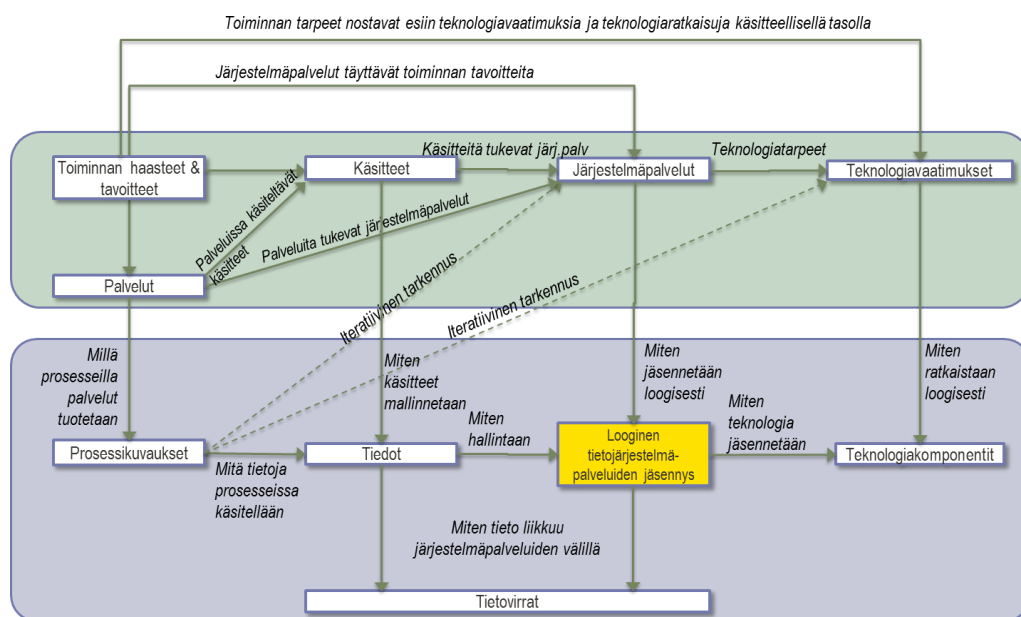 Toiminnan tarpeet nostavat esiin teknologiavaatimuksia ja teknologiaratkaisuja käsitteellisellä tasolla
Järjestelmäpalvelut täyttävät toiminnan tavoitteita
Toiminnan haasteet &
tavoitteet
Käsitteet
Käsitteitä tukevat järj.palv
Järjestelmäpalvelut
Teknologiatarpeet
Teknologiavaatimukset
Palveluissa käsiteltävät
käsitteet
Palveluita tukevat järjestelmäpalvelut
Palvelut
Iteratiivinen tarkennus
Iteratiivinen tarkennus
Millä
prosesseilla
palvelut
tuotetaan
Miten
käsitteet
mallinnetaan
Miten
jäsennetään
loogisesti
Miten
ratkaistaan
loogisesti
Prosessikuvaukset
Mitä tietoja
prosesseissa
käsitellään
Tiedot
Miten
hallintaan
Looginen
tietojärjestelmä-
palveluiden jäsennys
Miten
teknologia
jäsennetään
Teknologiakomponentit
Miten tieto liikkuu
järjestelmäpalveluiden välillä
Tietovirrat